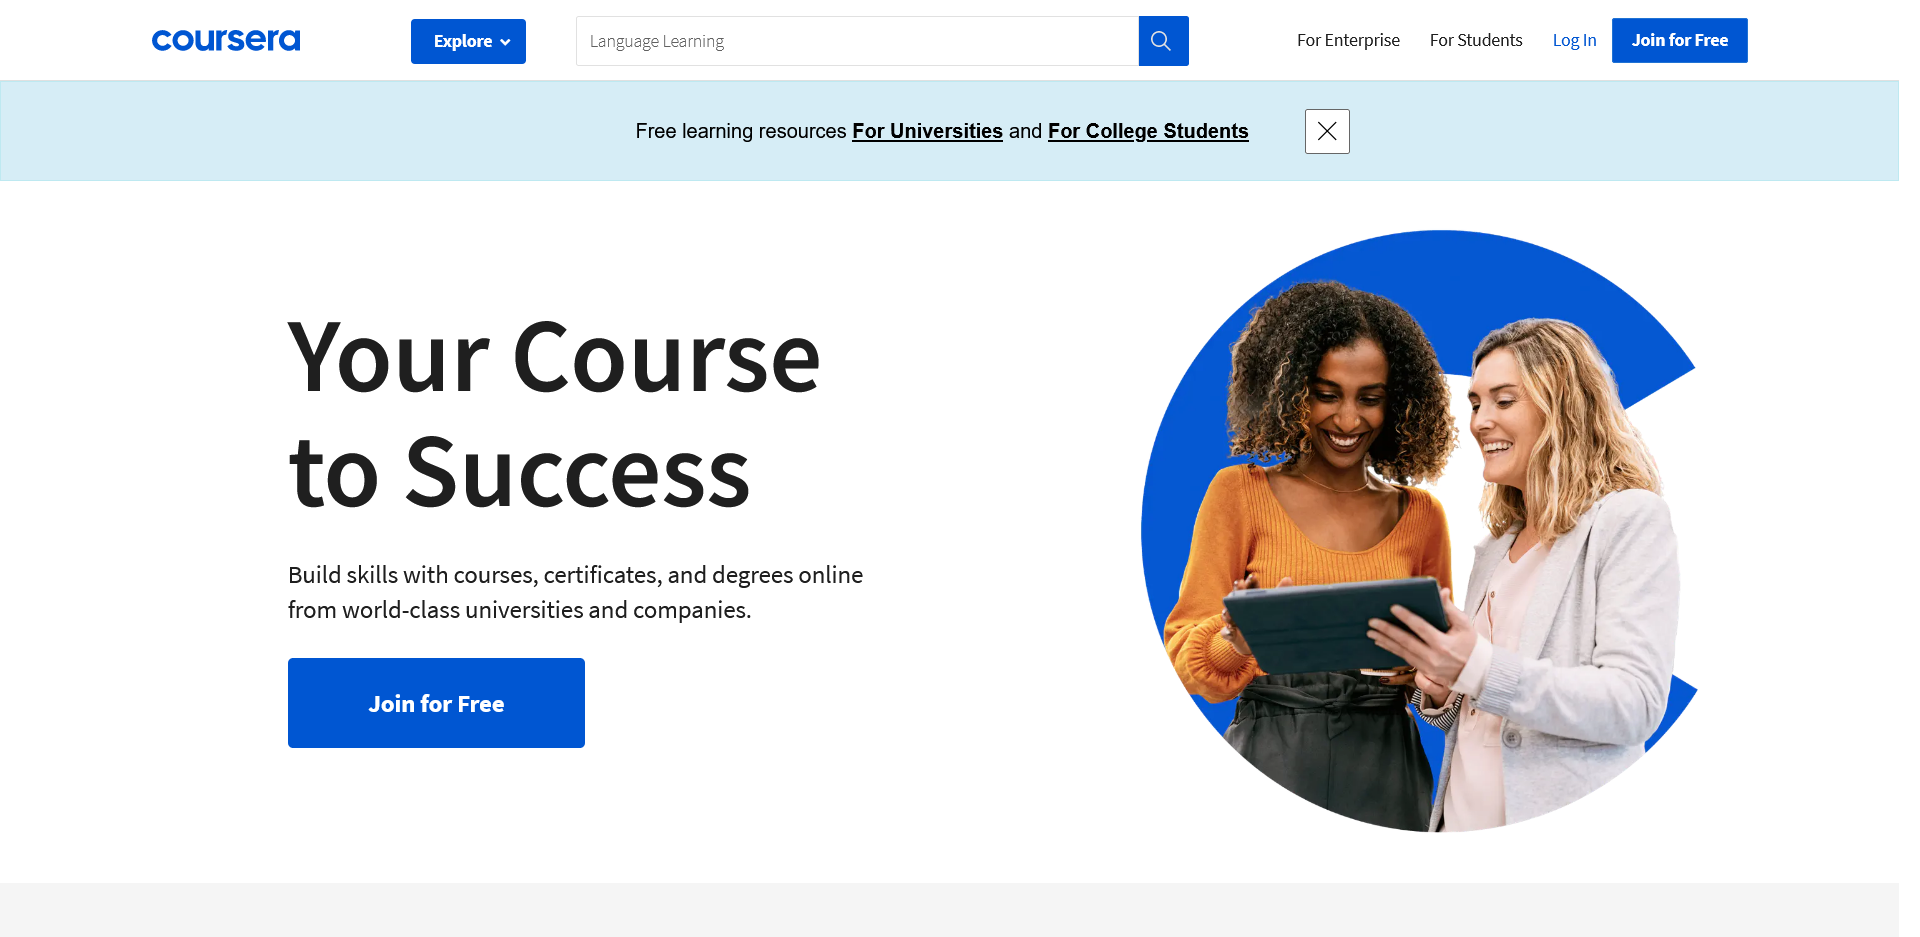 coursera
Explore
Language Learning
For Enterprise
For Students
Log In
Join for Free
Free learning resources For Universities and For College Students
Your Course
to Success
Build skills with courses, certificates, and degrees online
from world-class universities and companies.
Join for Free